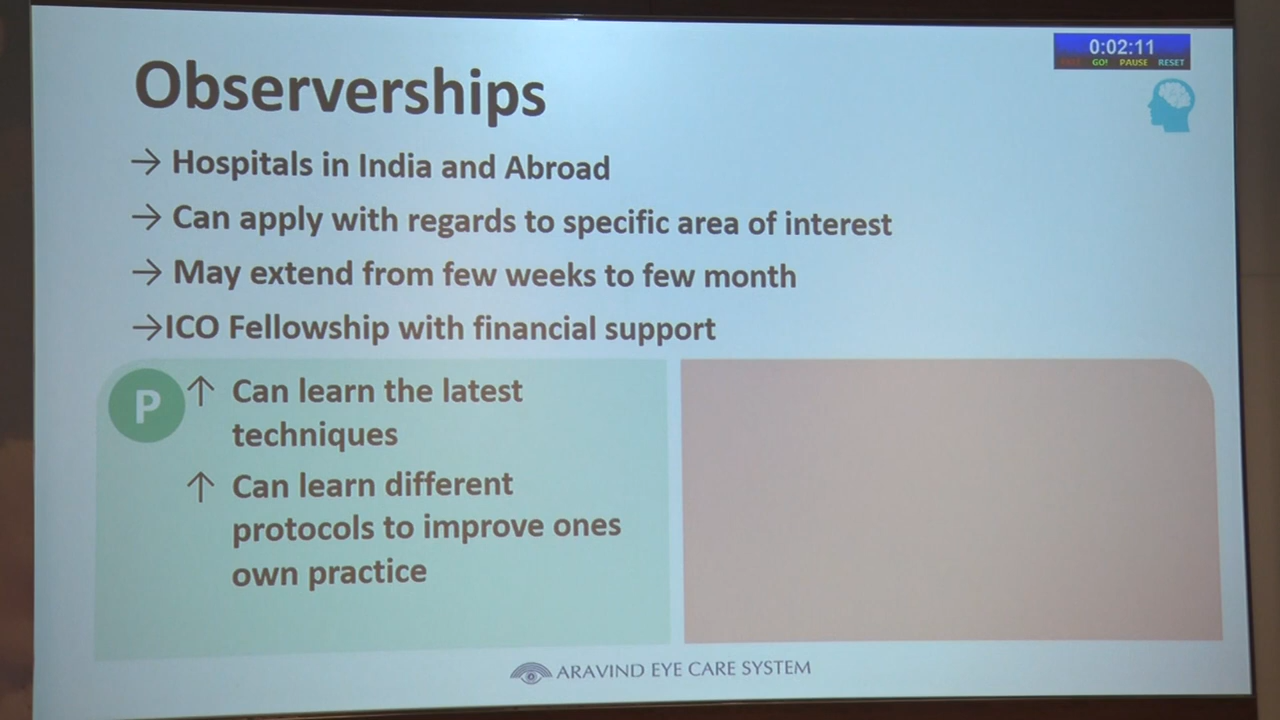 0:02:11
GO! PAUSE RESET
Observerships
→ Hospitals in India and Abroad
→ Can apply with regards to specific area of interest
→ May extend from few weeks to few month
→ICO Fellowship with financial support
P
↑ Can learn the latest
techniques
↑ Can learn different
protocols to improve ones
own practice
ARAVIND EYE CARE SYSTEM